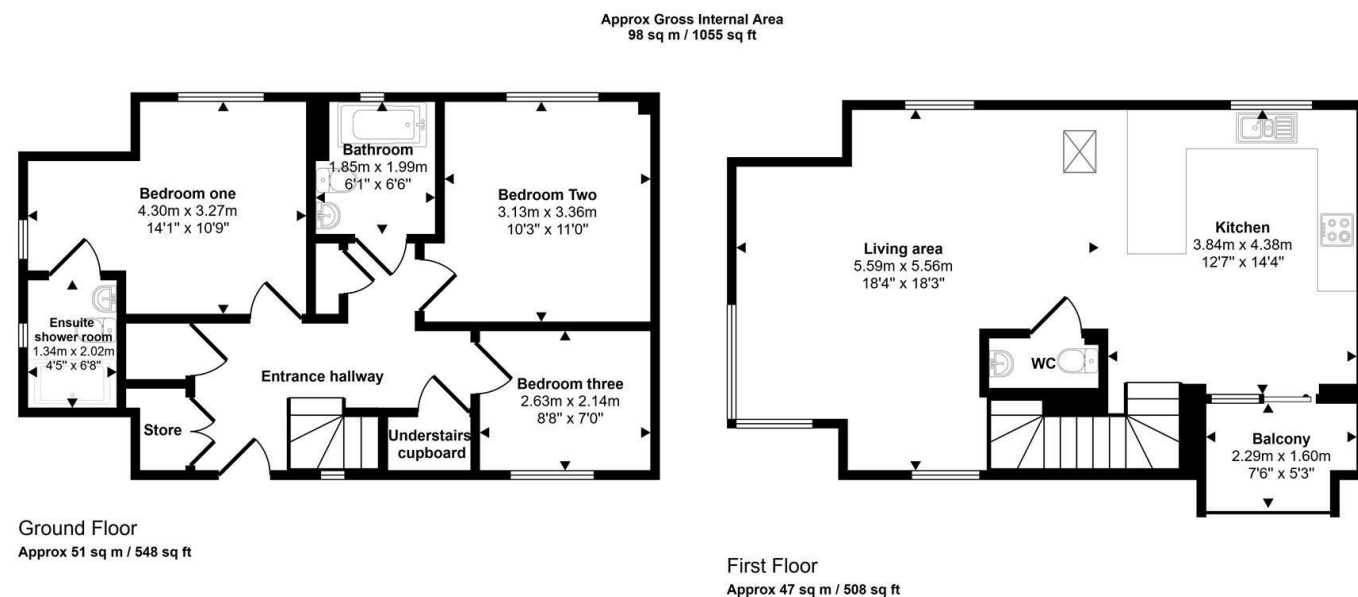 Approx Gross Internal Area
98 sq m / 1055 sq ft
Bedroom one
4.30m x 3.27m
14'1" x 10'9"
Bathroom
1.85m x 1.99m
6'1" x 6'6"
Bedroom Two
3.13m x 3.36m
10'3" x 11'0"
Ensuite
shower room
1.34m x 2.02m
4'5" x 6'8"
Entrance hallway
Bedroom three
2.63m x 2.14m
8'8" x 7'0"
Store
Understairs
cupboard
Ground Floor
Approx 51 sq m / 548 sq ft
Living area
5.59m x 5.56m
18'4" x 18'3"
Kitchen
3.84m x 4.38m
12'7" x 14'4"
WC
Balcony
2.29m x 1.60m
7'6" x 5'3"
First Floor
Approx 47 sq m / 508 sq ft